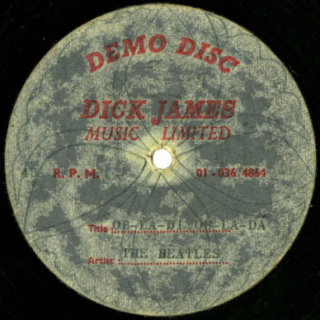 DEMO DISC
DICK JAMES
MUSIC LIMITED
45 R. P. M. 01 - 836 4864
Title OB-LA-DI OB-LA-DA
Artist THE BEATLES